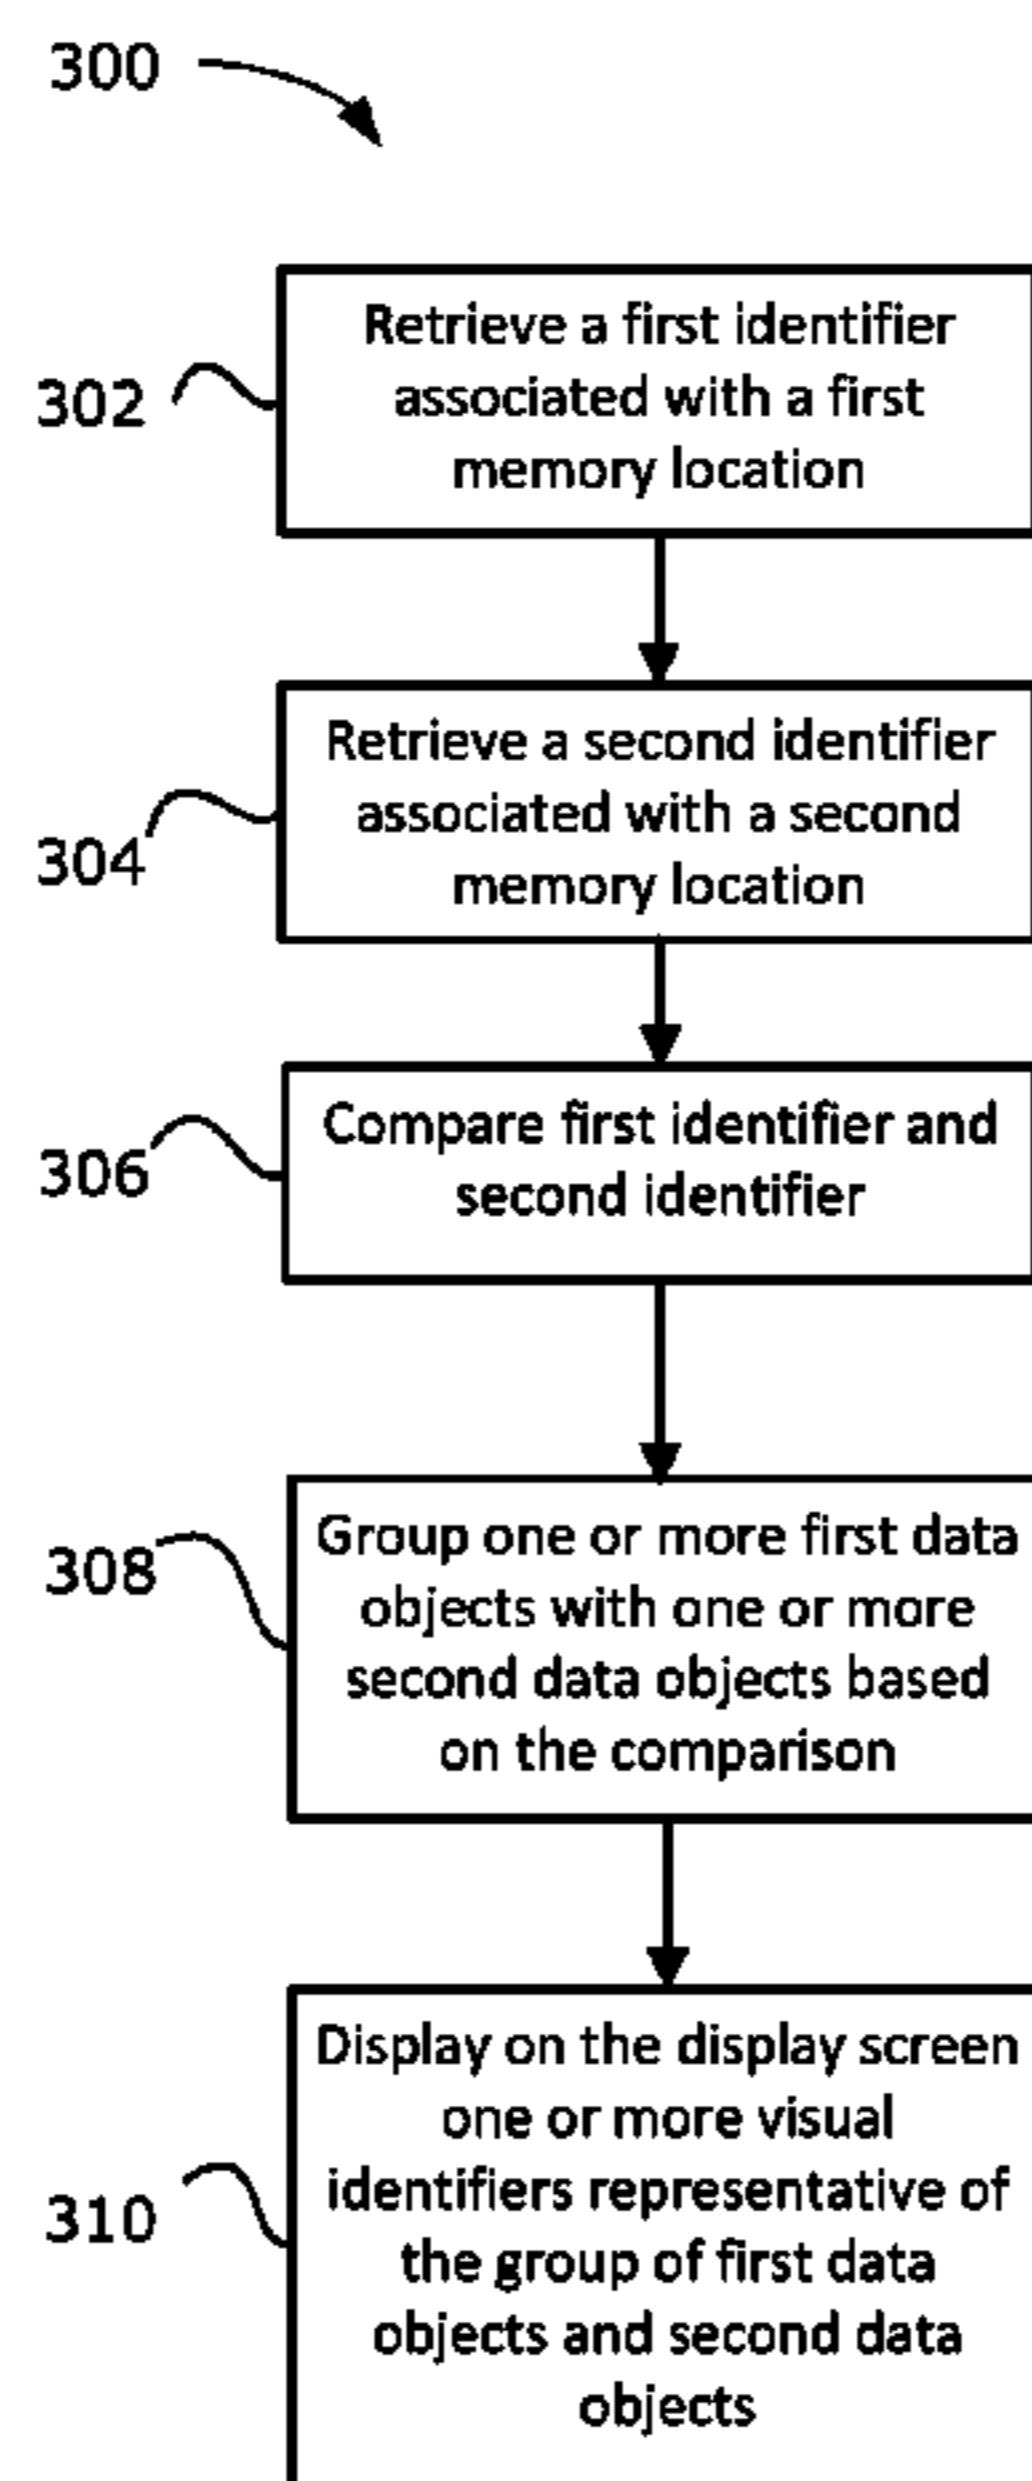 300
302
Retrieve a first identifier
associated with a first
memory location
304
Retrieve a second identifier
associated with a second
memory location
306
Compare first identifier and
second identifier
308
Group one or more first data
objects with one or more
second data objects based
on the comparison
310
Display on the display screen
one or more visual
identifiers representative of
the group of first data
objects and second data
objects